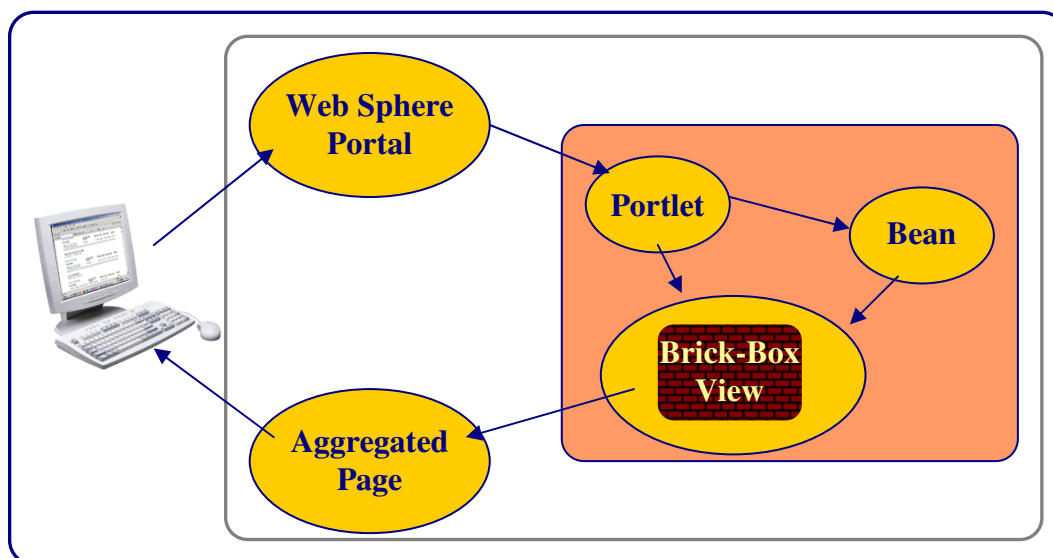 Web Sphere
Portal
Portlet
Bean
Brick-Box
View
Aggregated
Page